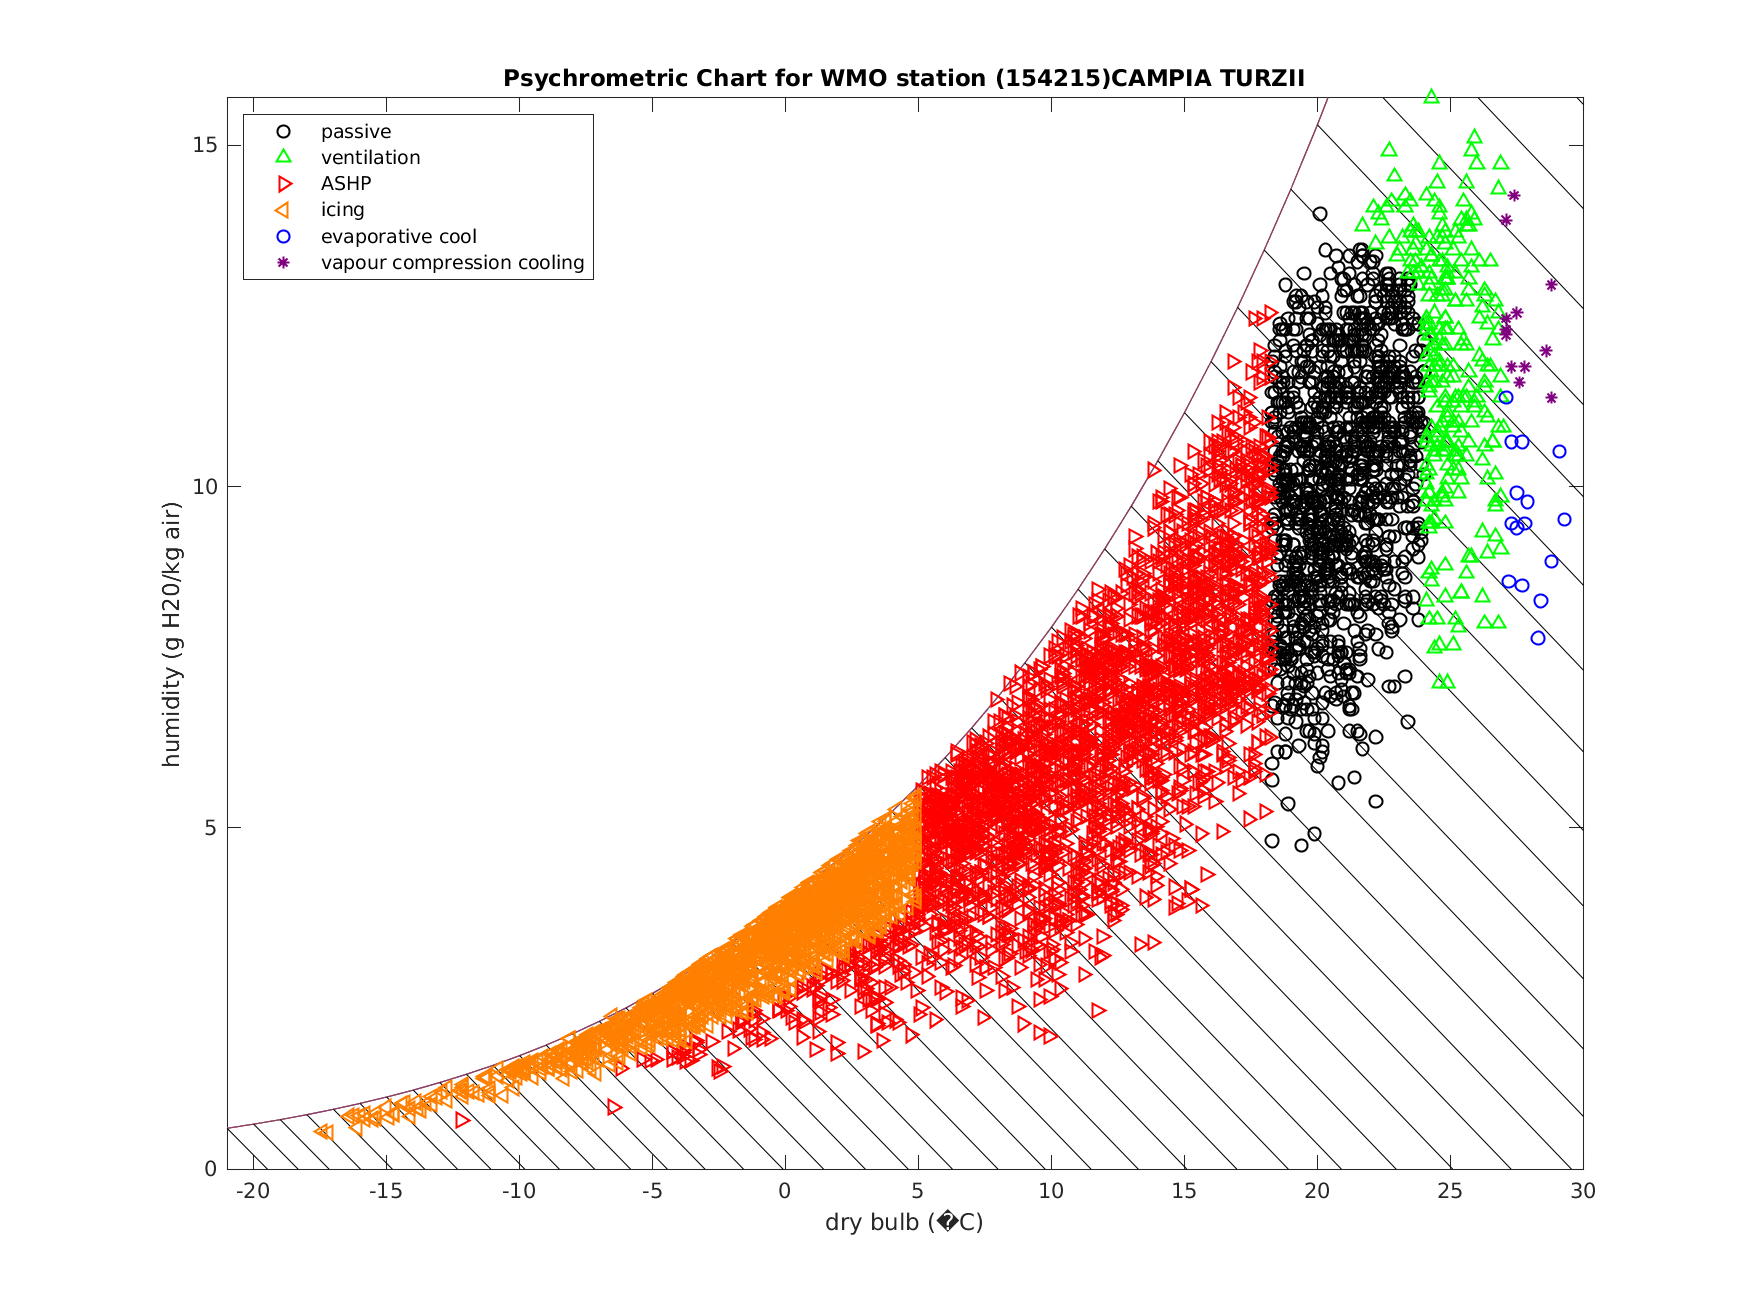 Psychrometric Chart for WMO station (154215)CAMPIA TURZII
passive
ventilation
ASHP
icing
evaporative cool
vapour compression cooling
15
10
5
0
humidity (g H20/kg air)
-20 -15 -10 -5 0 5 10 15 20 25 30
dry bulb (�C)